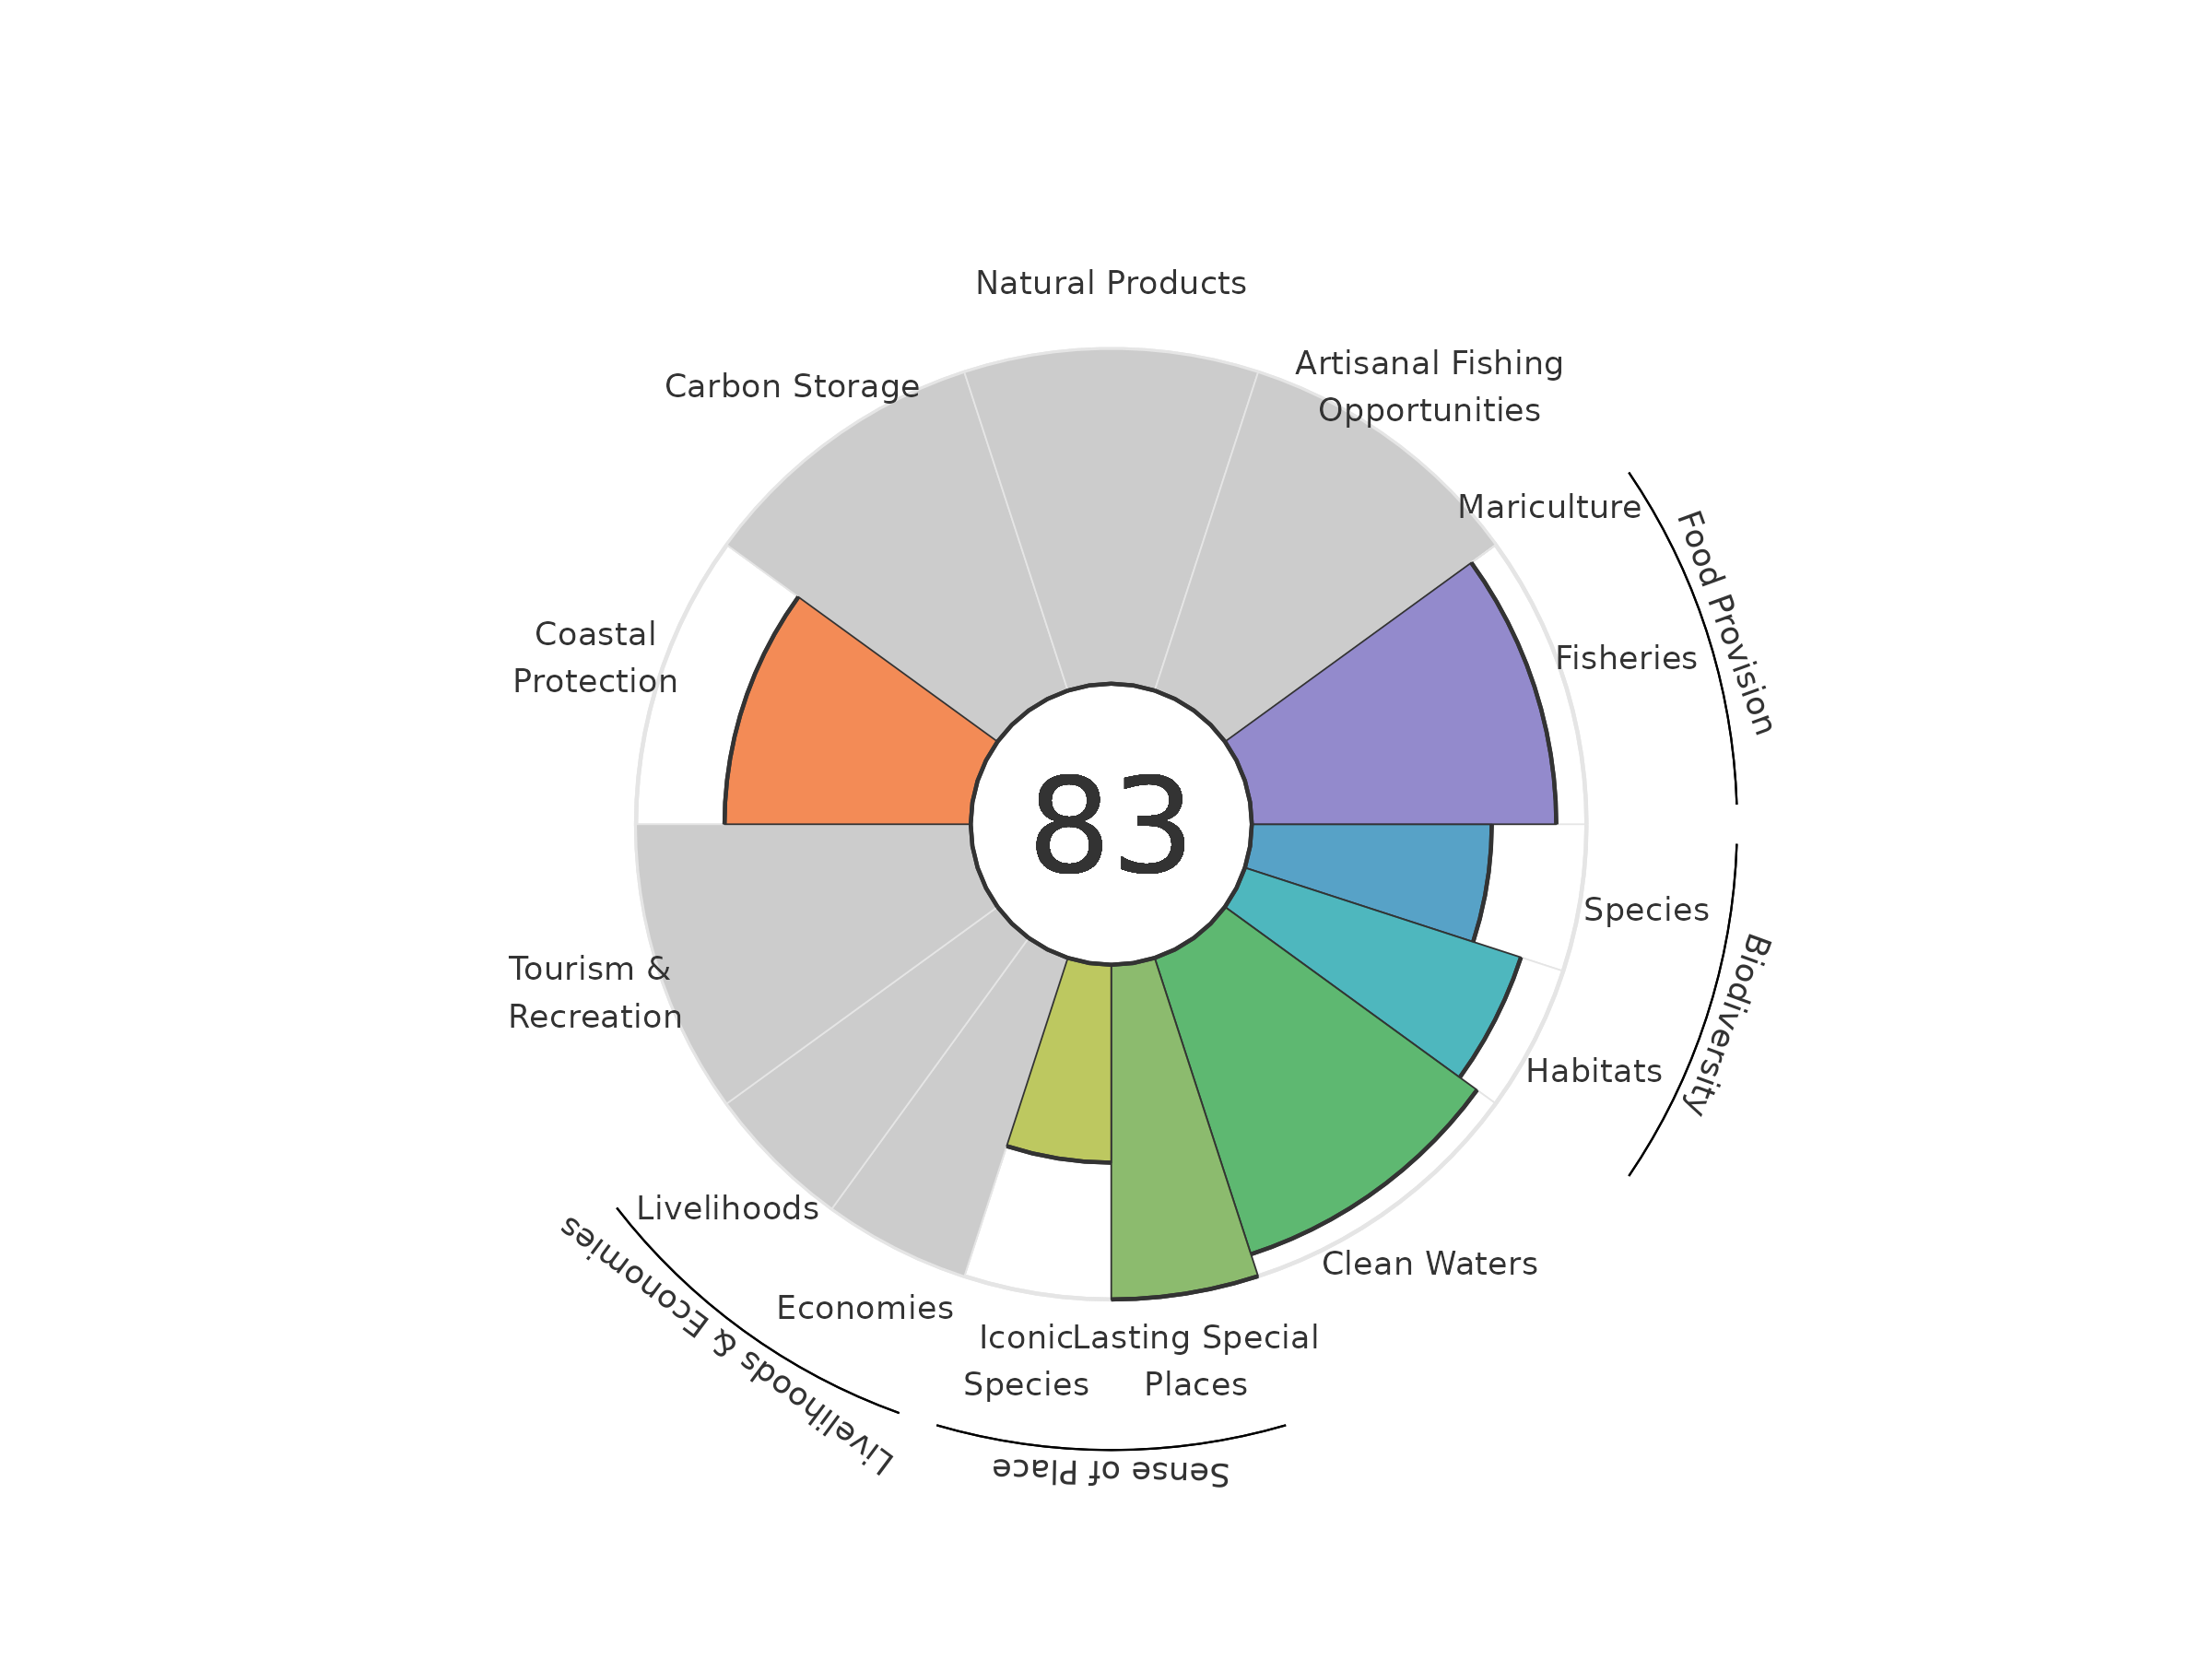 Natural Products
Artisanal Fishing
Opportunities
Carbon Storage
Mariculture
Food Provision
Fisheries
Coastal
Protection
83
Species
Biodiversity
Tourism &
Recreation
Habitats
Livelihoods
Clean Waters
Economies
Livelihoods & Economies
Iconic
Species
Lasting Special
Places
Sense of Place